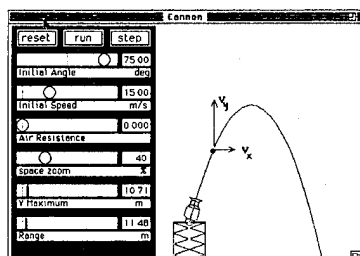 Cannon
reset run step
75.00
Initial Angle deg
15.00
Initial Speed m/s
0.000
Air Resistance
40
space zoom %
10.71
Y Maximum m
11.48
Range m
Vy
Vx